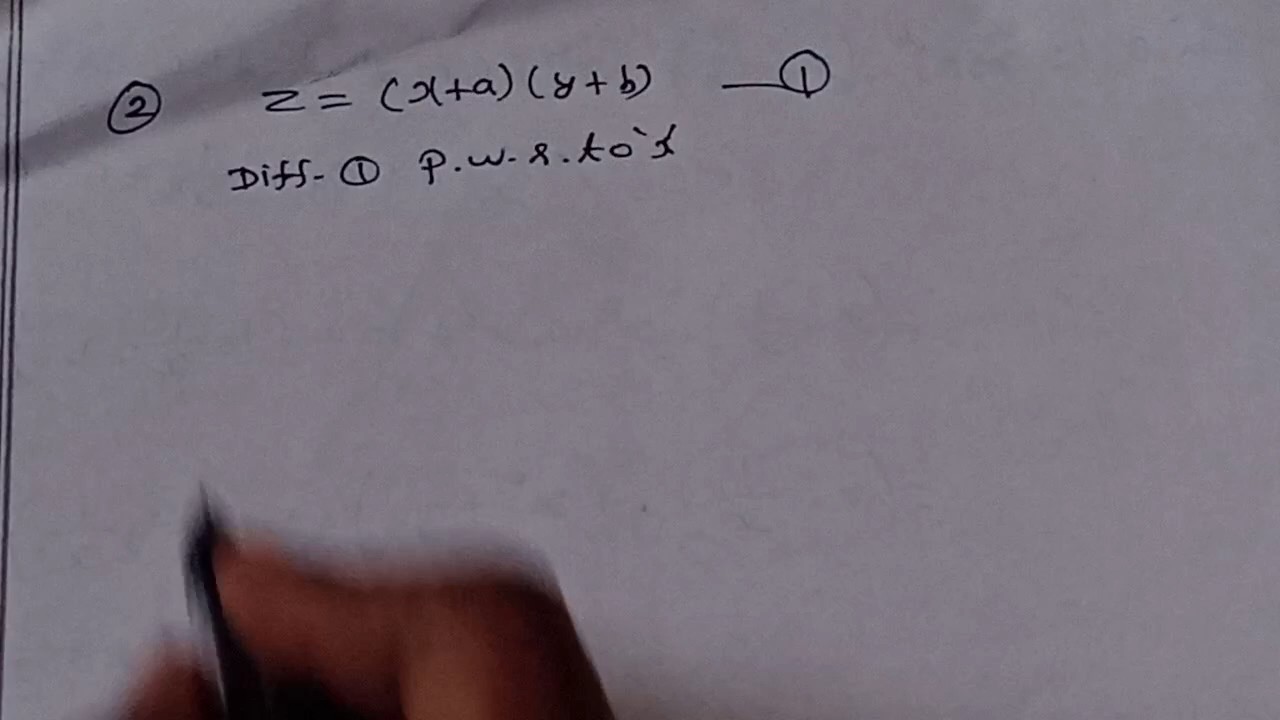 ② z = (x+a) (y+b) —①
Diff- ① P.w.r.to 'x